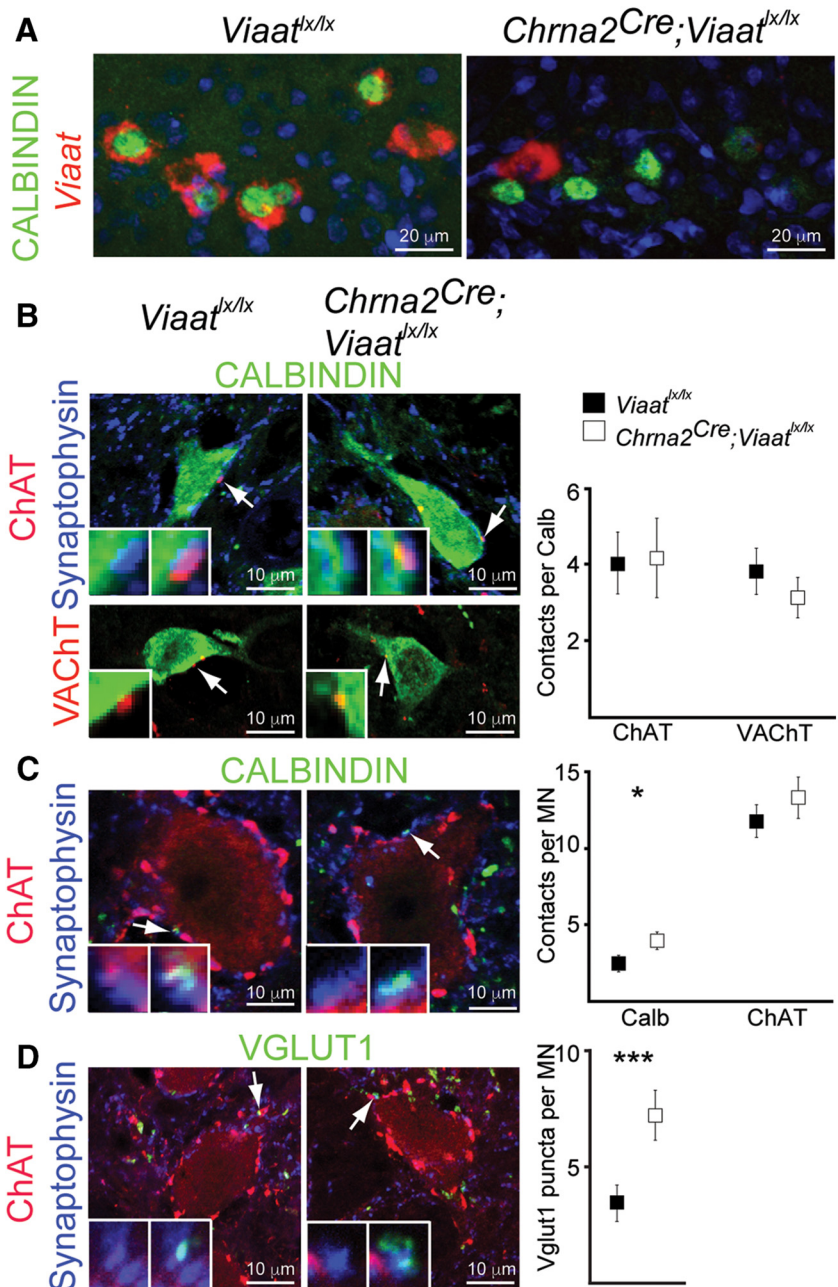 A
Viaat^lx/lx
Chrna2^Cre;Viaat^lx/lx
CALBINDIN
Viaat
20 μm
20 μm
B
Viaat^lx/lx
Chrna2^Cre;
Viaat^lx/lx
CALBINDIN
ChAT
Synaptophysin
VAChT
10 μm
10 μm
10 μm
10 μm
Viaat^lx/lx
Chrna2^Cre;Viaat^lx/lx
Contacts per Calb
6
4
2
ChAT VAChT
C
CALBINDIN
ChAT
Synaptophysin
10 μm
10 μm
Contacts per MN
15
10
5
*
Calb ChAT
D
VGLUT1
ChAT
Synaptophysin
10 μm
10 μm
Vglut1 puncta per MN
10
5
***